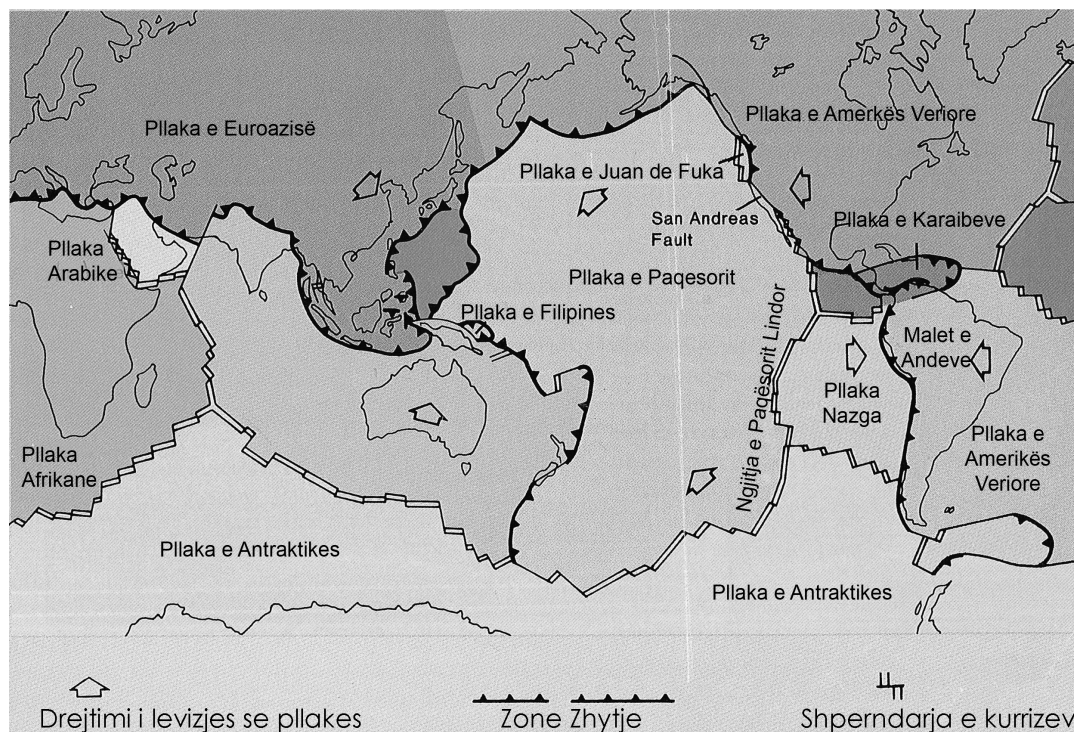 Pllaka e Euroazisë
Pllaka e Amerkës Veriore
Pllaka e Juan de Fuka
San Andreas
Fault
Pllaka e Karaibeve
Pllaka
Arabike
Pllaka e Paqesorit
Pllaka e Filipines
Ngjitja e Paqësorit Lindor
Malet e
Andeve
Pllaka
Nazga
Pllaka
Afrikane
Pllaka e
Amerikës
Veriore
Pllaka e Antraktikes
Pllaka e Antraktikes
Drejtimi i levizjes se pllakes
Zone Zhytje
Shperndarja e kurrizev